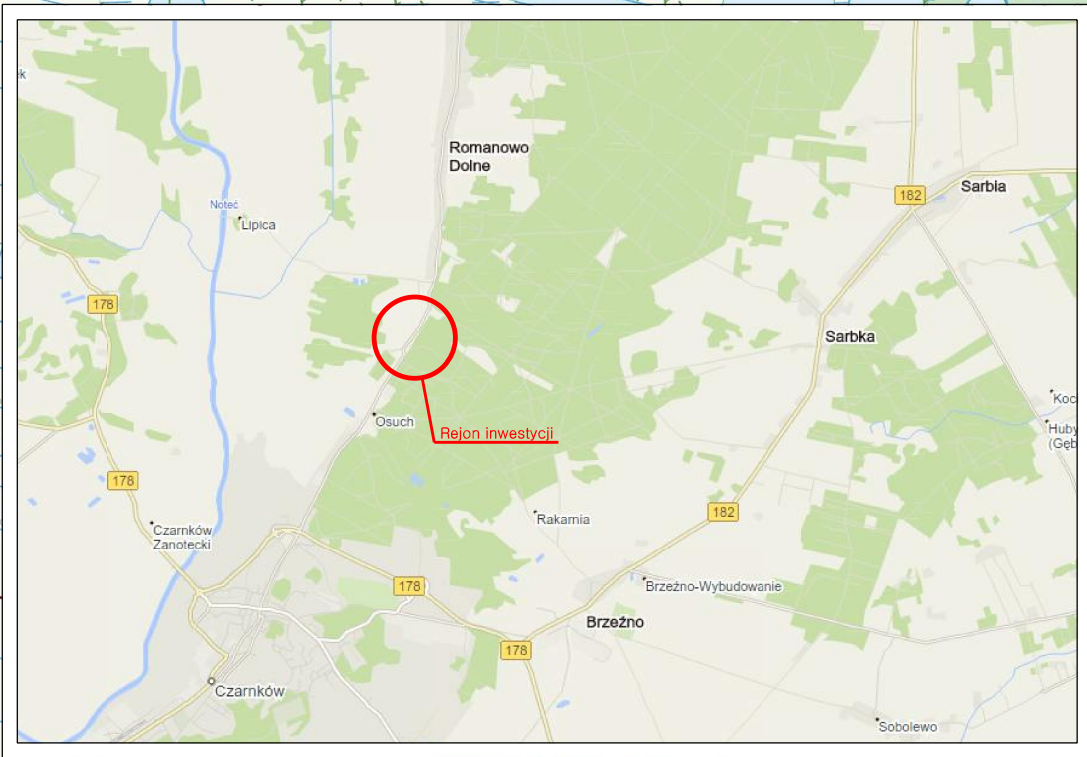 Romanowo
Dolne
182
Sarbia
Noteć
Lipica
178
Sarbka
Osuch
Rejon inwestycji
Koc
Huby
(Gęb
178
182
Czarnków
Zanotecki
Rakarnia
178
Brzeźno-Wybudowanie
Brzeźno
178
Czarnków
Sobolewo